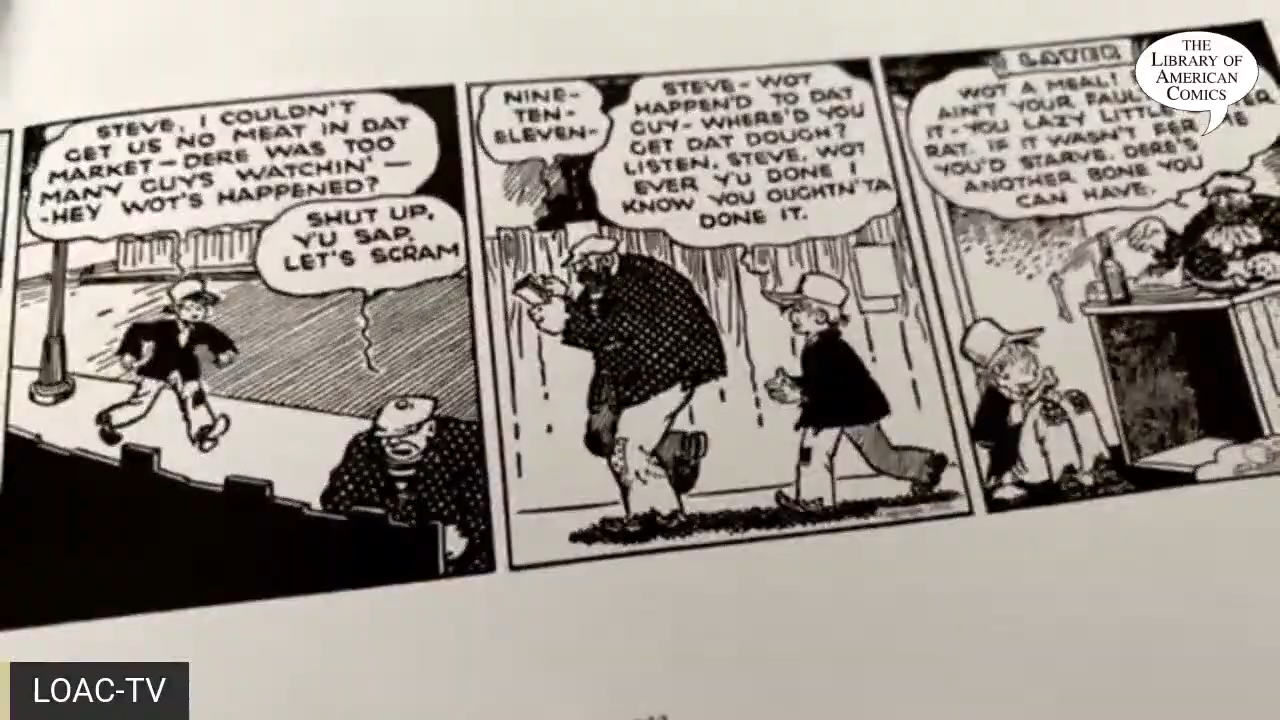 STEVE, I COULDN'T
GET US NO MEAT IN DAT
MARKET — DERE WAS TOO
MANY GUYS WATCHIN' —
-HEY WOT'S HAPPENED?
SHUT UP,
YU SAP,
LET'S SCRAM
NINE-
TEN-
ELEVEN-
STEVE - WOT
HAPPEN'D TO DAT
GUY - WHERE'D YOU
GET DAT DOUGH?
LISTEN, STEVE, WOT
EVER YU DONE I
KNOW YOU OUGHTN'TA
DONE IT.
LATER
WOT A MEAL!
AIN'T YOUR
IT - YOU LAZY LITTLE
RAT. IF IT WASN'T FER ME
YOU'D STARVE. DERE'S
ANOTHER BONE YOU
CAN HAVE.
THE
LIBRARY OF
AMERICAN
COMICS
LOAC-TV